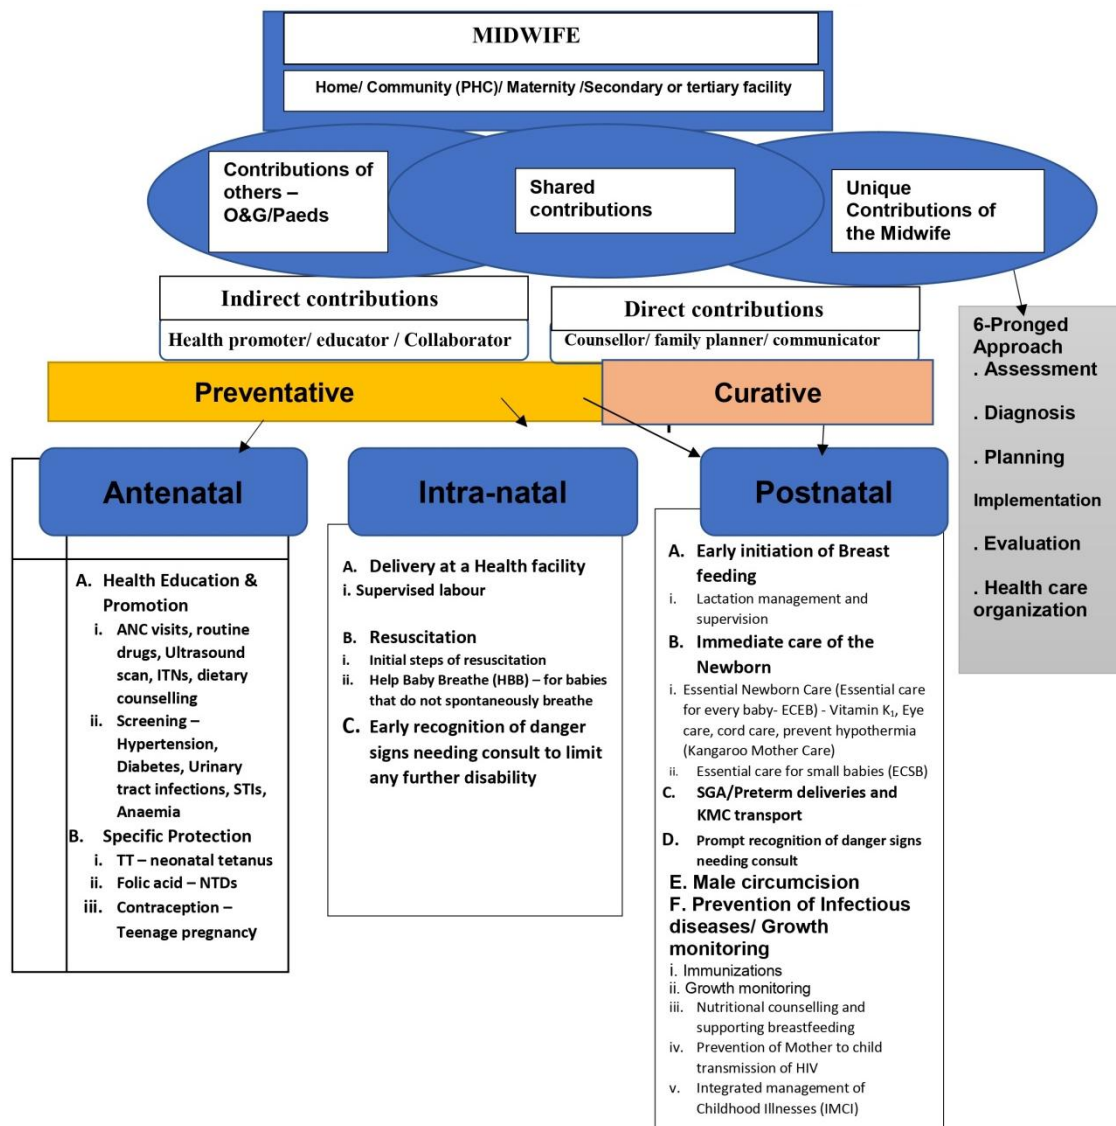 MIDWIFE
Home/ Community (PHC)/ Maternity /Secondary or tertiary facility
Contributions of
others –
O&G/Paeds
Shared
contributions
Unique
Contributions of
the Midwife
Indirect contributions
Health promoter/ educator / Collaborator
Direct contributions
Counsellor/ family planner/ communicator
6-Pronged
Approach
. Assessment
. Diagnosis
. Planning
Implementation
. Evaluation
. Health care
organization
Preventative
Curative
Antenatal
A. Health Education &
Promotion
i. ANC visits, routine
drugs, Ultrasound
scan, ITNs, dietary
counselling
ii. Screening –
Hypertension,
Diabetes, Urinary
tract infections, STIs,
Anaemia
B. Specific Protection
i. TT – neonatal tetanus
ii. Folic acid – NTDs
iii. Contraception –
Teenage pregnancy
Intra-natal
A. Delivery at a Health facility
i. Supervised labour
B. Resuscitation
i. Initial steps of resuscitation
ii. Help Baby Breathe (HBB) – for babies
that do not spontaneously breathe
C. Early recognition of danger
signs needing consult to limit
any further disability
Postnatal
A. Early initiation of Breast
feeding
i. Lactation management and
supervision
B. Immediate care of the
Newborn
i. Essential Newborn Care (Essential care
for every baby- ECEB) - Vitamin K₁, Eye
care, cord care, prevent hypothermia
(Kangaroo Mother Care)
ii. Essential care for small babies (ECSB)
C. SGA/Preterm deliveries and
KMC transport
D. Prompt recognition of danger signs
needing consult
E. Male circumcision
F. Prevention of Infectious
diseases/ Growth
monitoring
i. Immunizations
ii. Growth monitoring
iii. Nutritional counselling and
supporting breastfeeding
iv. Prevention of Mother to child
transmission of HIV
v. Integrated management of
Childhood Illnesses (IMCI)